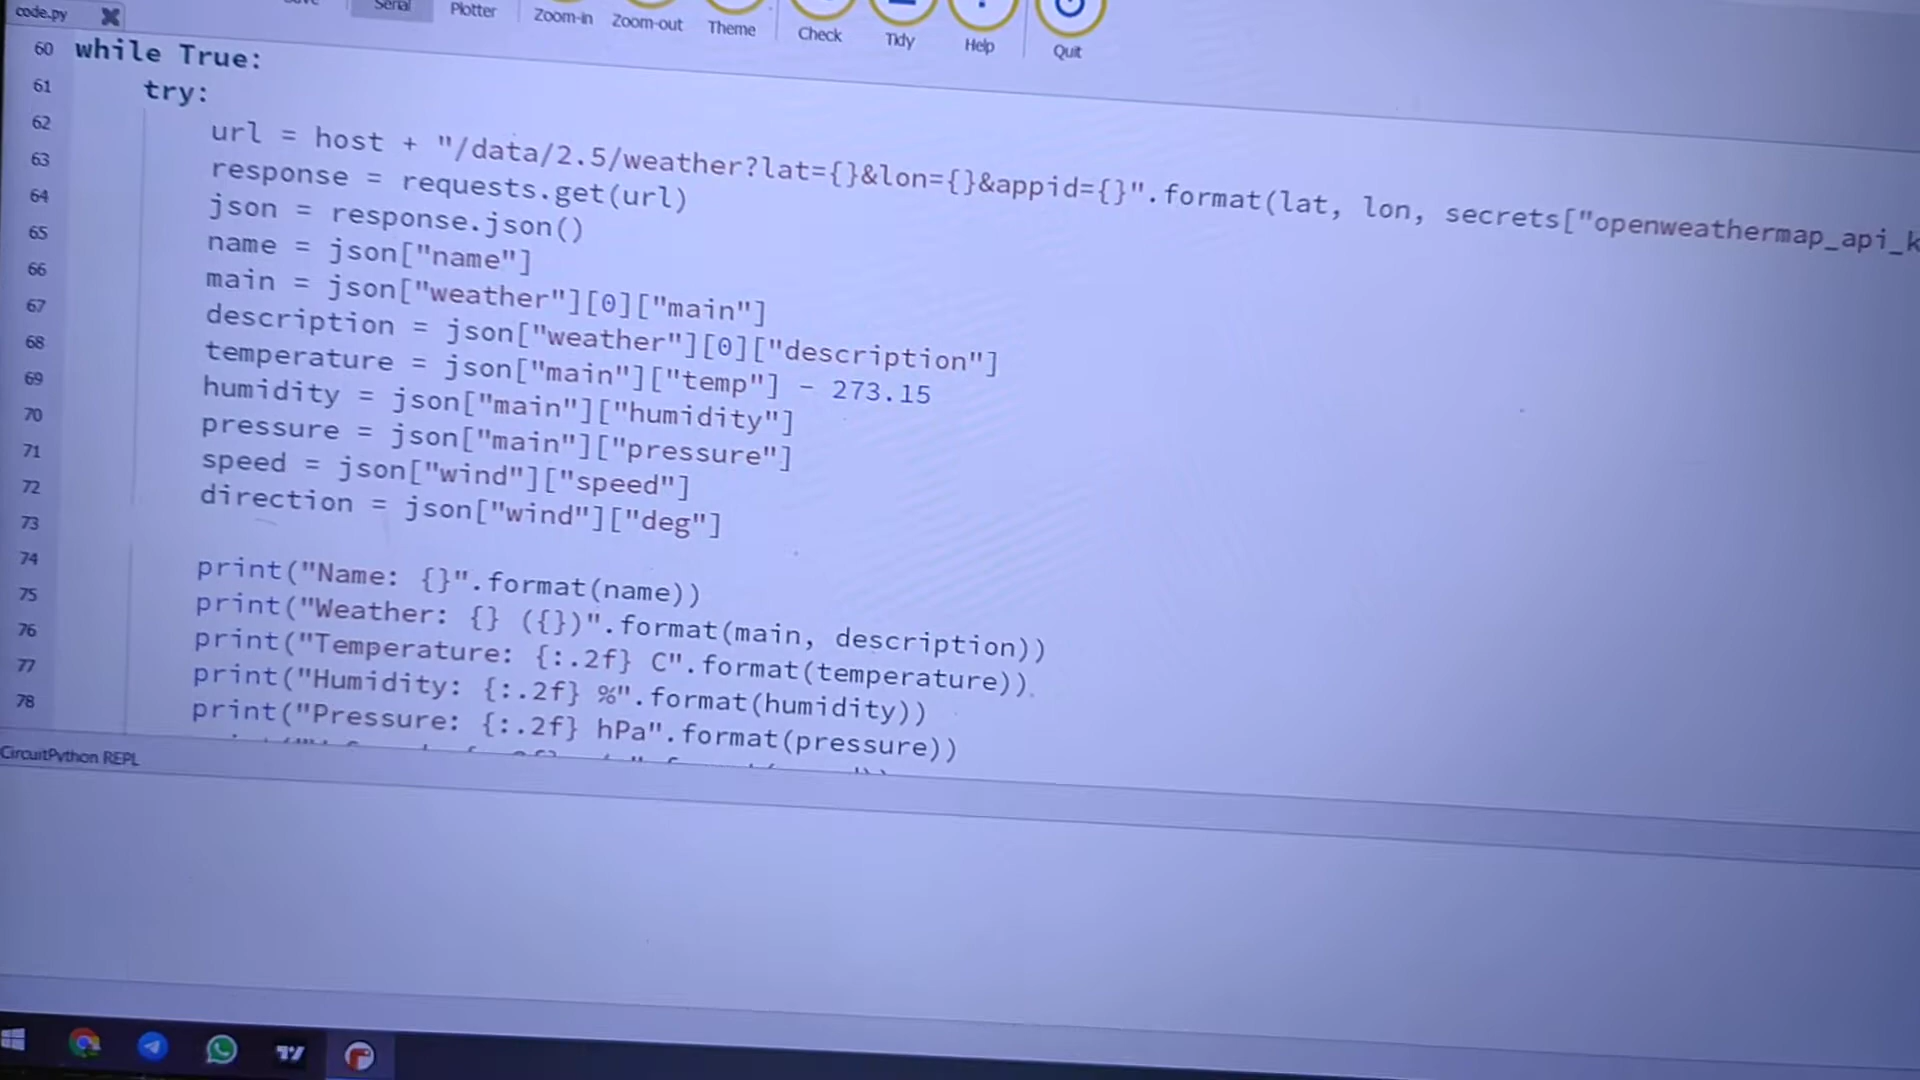 code.py
Serial
Plotter
Zoom-in
Zoom-out
Theme
Check
Tidy
Help
Quit
60 while True:
61 try:
62 url = host + "/data/2.5/weather?lat={}&lon={}&appid={}".format(lat, lon, secrets["openweathermap_api_k
63 response = requests.get(url)
64 json = response.json()
65 name = json["name"]
66 main = json["weather"][0]["main"]
67 description = json["weather"][0]["description"]
68 temperature = json["main"]["temp"] - 273.15
69 humidity = json["main"]["humidity"]
70 pressure = json["main"]["pressure"]
71 speed = json["wind"]["speed"]
72 direction = json["wind"]["deg"]
73
74 print("Name: {}".format(name))
75 print("Weather: {} ({})".format(main, description))
76 print("Temperature: {:.2f} C".format(temperature))
77 print("Humidity: {:.2f} %".format(humidity))
78 print("Pressure: {:.2f} hPa".format(pressure))
CircuitPython REPL